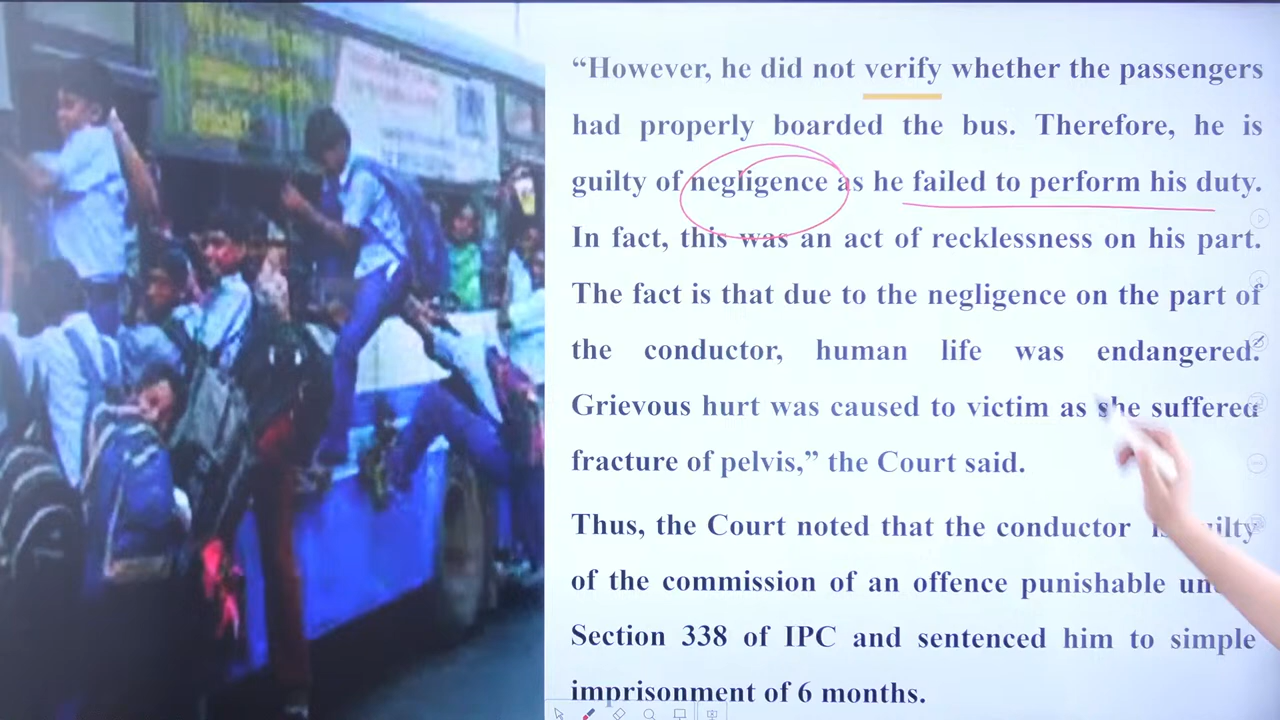 “However, he did not verify whether the passengers
had properly boarded the bus. Therefore, he is
guilty of negligence as he failed to perform his duty.
In fact, this was an act of recklessness on his part.
The fact is that due to the negligence on the part of
the conductor, human life was endangered.
Grievous hurt was caused to victim as she suffered
fracture of pelvis,” the Court said.
Thus, the Court noted that the conductor
of the commission of an offence punishable
Section 338 of IPC and sentenced him to simple
imprisonment of 6 months.